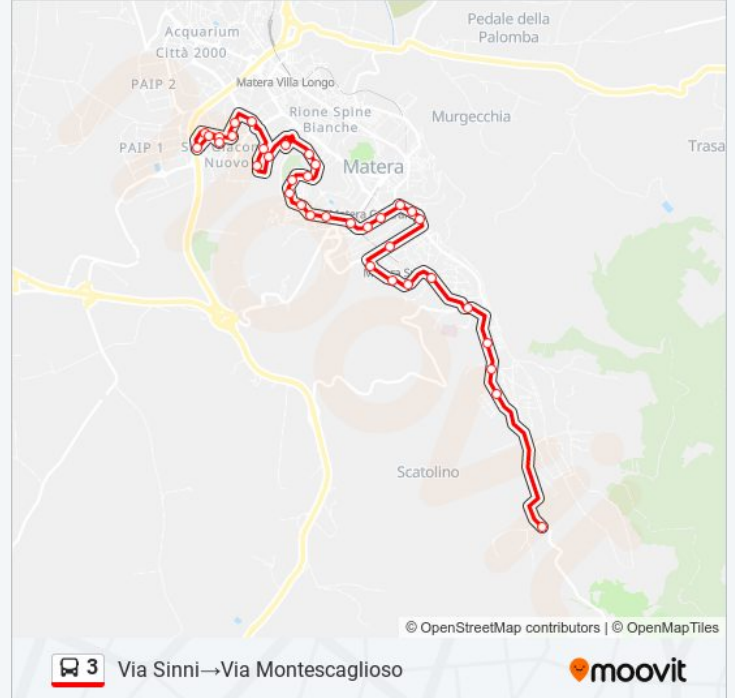 Acquarium
Città 2000
Pedale della
Palomba
PAIP 2
Matera Villa Longo
Rione Spine
Bianche
Murgecchia
PAIP 1
Nuovo
Trasa
Matera
Matera
Scatolino
© OpenStreetMap contributors | © OpenMapTiles
3 Via Sinni→Via Montescaglioso
moovit